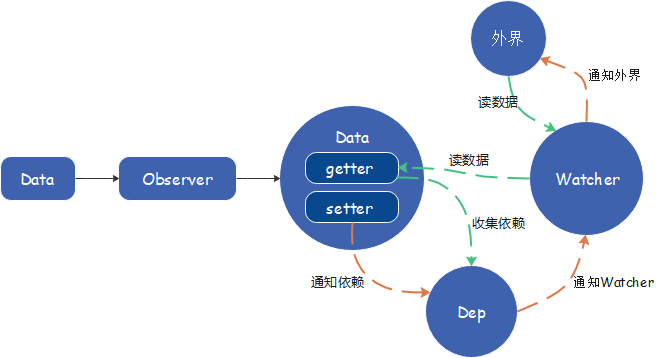 外界
通知外界
读数据
Data
读数据
Data
Observer
getter
Watcher
setter
收集依赖
通知依赖
通知Watcher
Dep